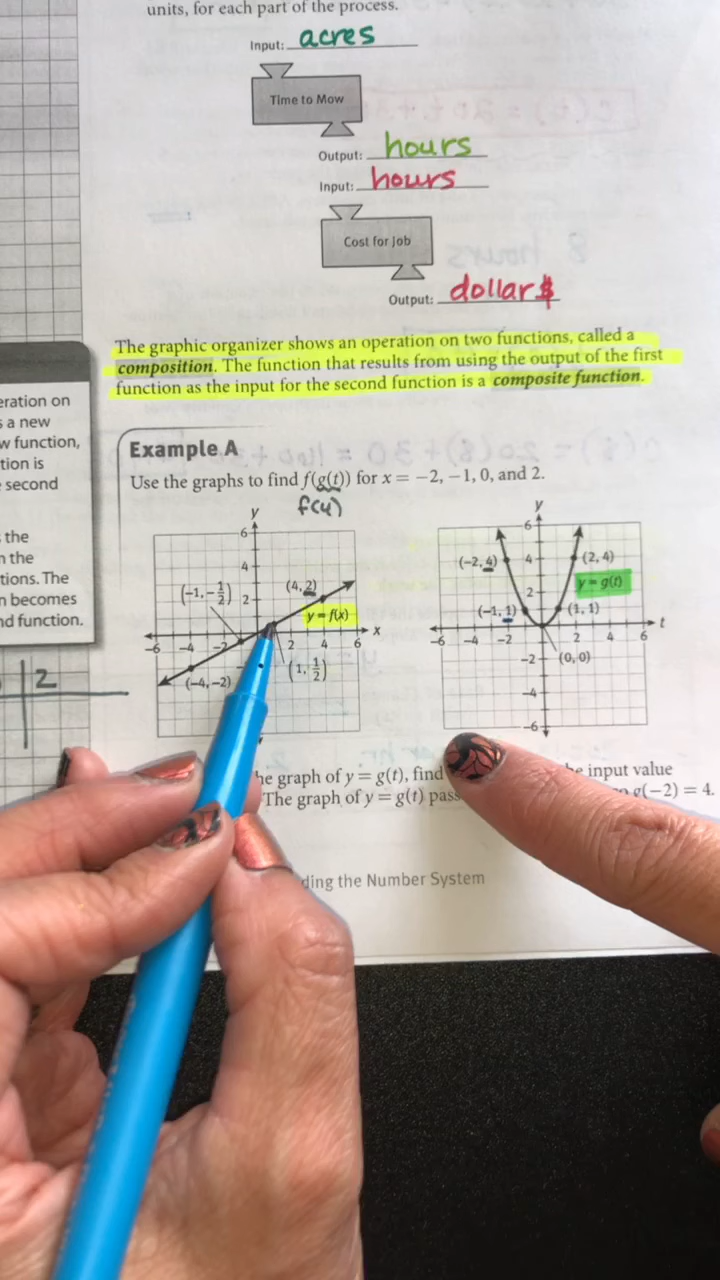 units, for each part of the process.
Input: acres
Time to Mow
Output: hours
Input: hours
Cost for Job
Output: dollar$
The graphic organizer shows an operation on two functions, called a
composition. The function that results from using the output of the first
function as the input for the second function is a composite function.
eration on
a new
w function,
tion is
second
the
n the
tions. The
n becomes
nd function.
2
Example A
Use the graphs to find f(g(t)) for x = −2, −1, 0, and 2.
f(4)
y
6
4
2
(−1, −1/2)
(4, 2)
y = f(x)
x
−6 −4 −2 2 4 6
(−4, −2)
(1, 1/2)
y
6
4
2
(−2, 4)
(2, 4)
y = g(t)
(−1, 1)
(1, 1)
t
−6 −4 −2 2 4 6
−2
(0, 0)
−4
−6
he graph of y = g(t), find input value
The graph of y = g(t) pass g(−2) = 4.
ding the Number System